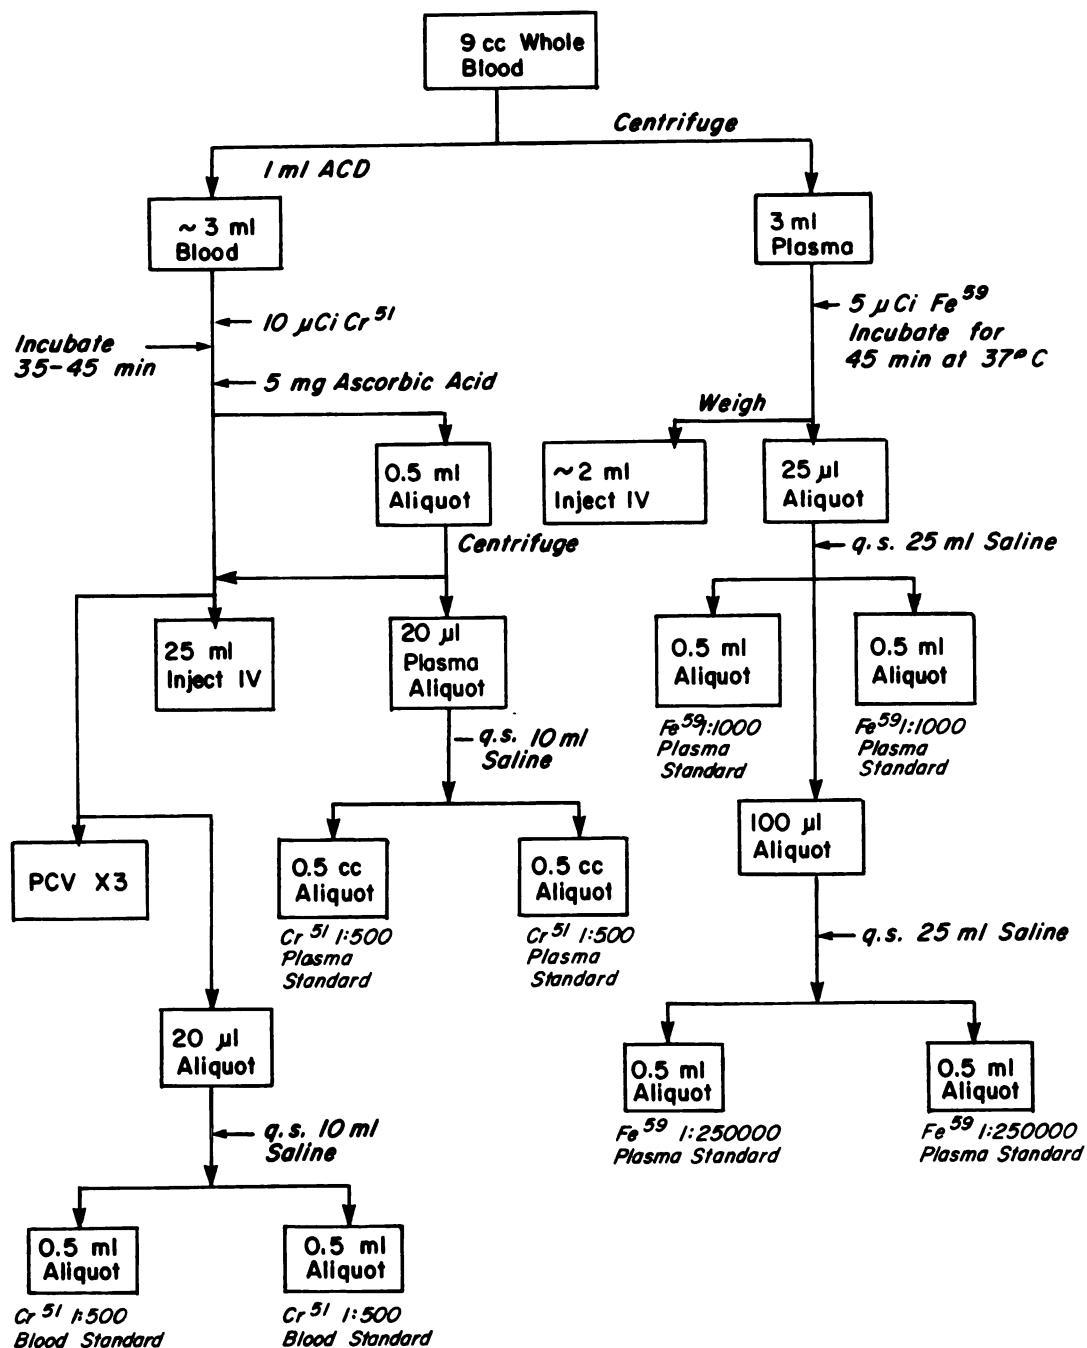 9 cc Whole
Blood
Centrifuge
1 ml ACD
~ 3 ml
Blood
3 ml
Plasma
10 µCi Cr⁵¹
Incubate
35-45 min
5 mg Ascorbic Acid
5 µCi Fe⁵⁹
Incubate for
45 min at 37° C
Weigh
0.5 ml
Aliquot
~ 2 ml
Inject IV
25 µl
Aliquot
Centrifuge
q.s. 25 ml Saline
25 ml
Inject IV
20 µl
Plasma
Aliquot
0.5 ml
Aliquot
0.5 ml
Aliquot
Fe⁵⁹ 1:1000
Plasma
Standard
Fe⁵⁹ 1:1000
Plasma
Standard
q.s. 10 ml
Saline
100 µl
Aliquot
PCV X3
0.5 cc
Aliquot
0.5 cc
Aliquot
Cr⁵¹ 1:500
Plasma
Standard
Cr⁵¹ 1:500
Plasma
Standard
q.s. 25 ml Saline
20 µl
Aliquot
0.5 ml
Aliquot
0.5 ml
Aliquot
Fe⁵⁹ 1:250000
Plasma Standard
Fe⁵⁹ 1:250000
Plasma Standard
q.s. 10 ml
Saline
0.5 ml
Aliquot
0.5 ml
Aliquot
Cr⁵¹ 1:500
Blood Standard
Cr⁵¹ 1:500
Blood Standard